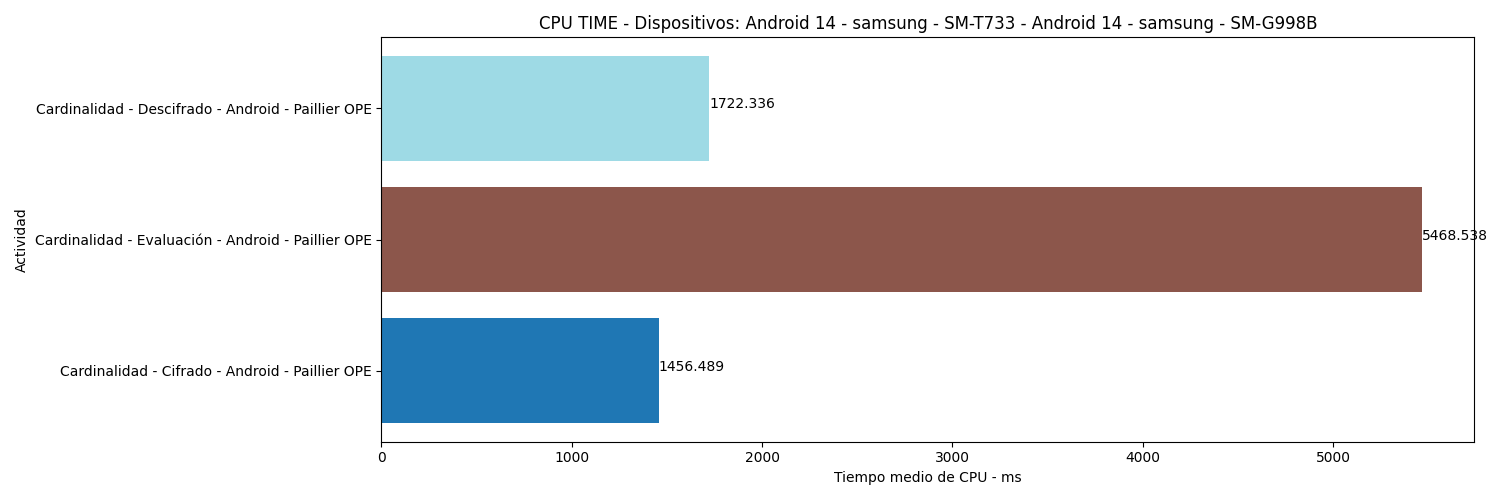 CPU TIME - Dispositivos: Android 14 - samsung - SM-T733 - Android 14 - samsung - SM-G998B
Cardinalidad - Descifrado - Android - Paillier OPE
1722.336
Cardinalidad - Evaluación - Android - Paillier OPE
5468.538
Cardinalidad - Cifrado - Android - Paillier OPE
1456.489
Actividad
0 1000 2000 3000 4000 5000
Tiempo medio de CPU - ms